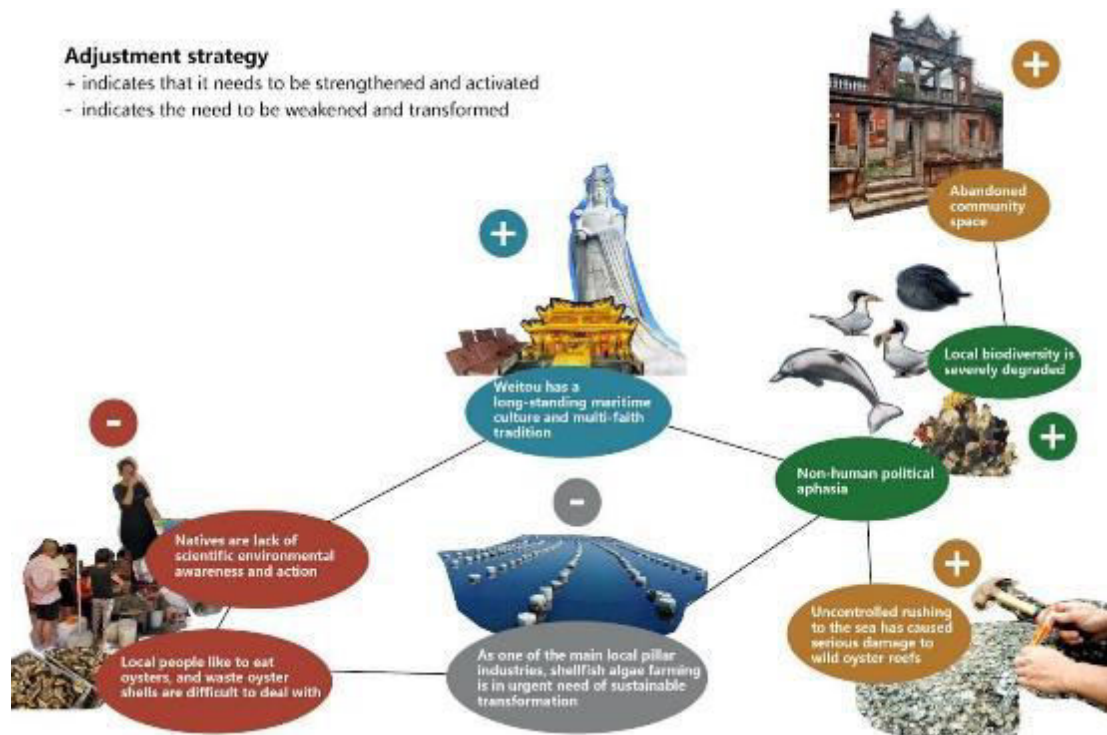 Adjustment strategy
+ indicates that it needs to be strengthened and activated
- indicates the need to be weakened and transformed
+
Abandoned
community
space
+
Local biodiversity is
severely degraded
Weitou has a
long-standing maritime
culture and multi-faith
tradition
-
+
Non-human political
aphasia
-
Natives are lack of
scientific environmental
awareness and action
+
Uncontrolled rushing
to the sea has caused
serious damage to
wild oyster reefs
Local people like to eat
oysters, and waste oyster
shells are difficult to deal with
As one of the main local pillar
industries, shellfish algae farming
is in urgent need of sustainable
transformation